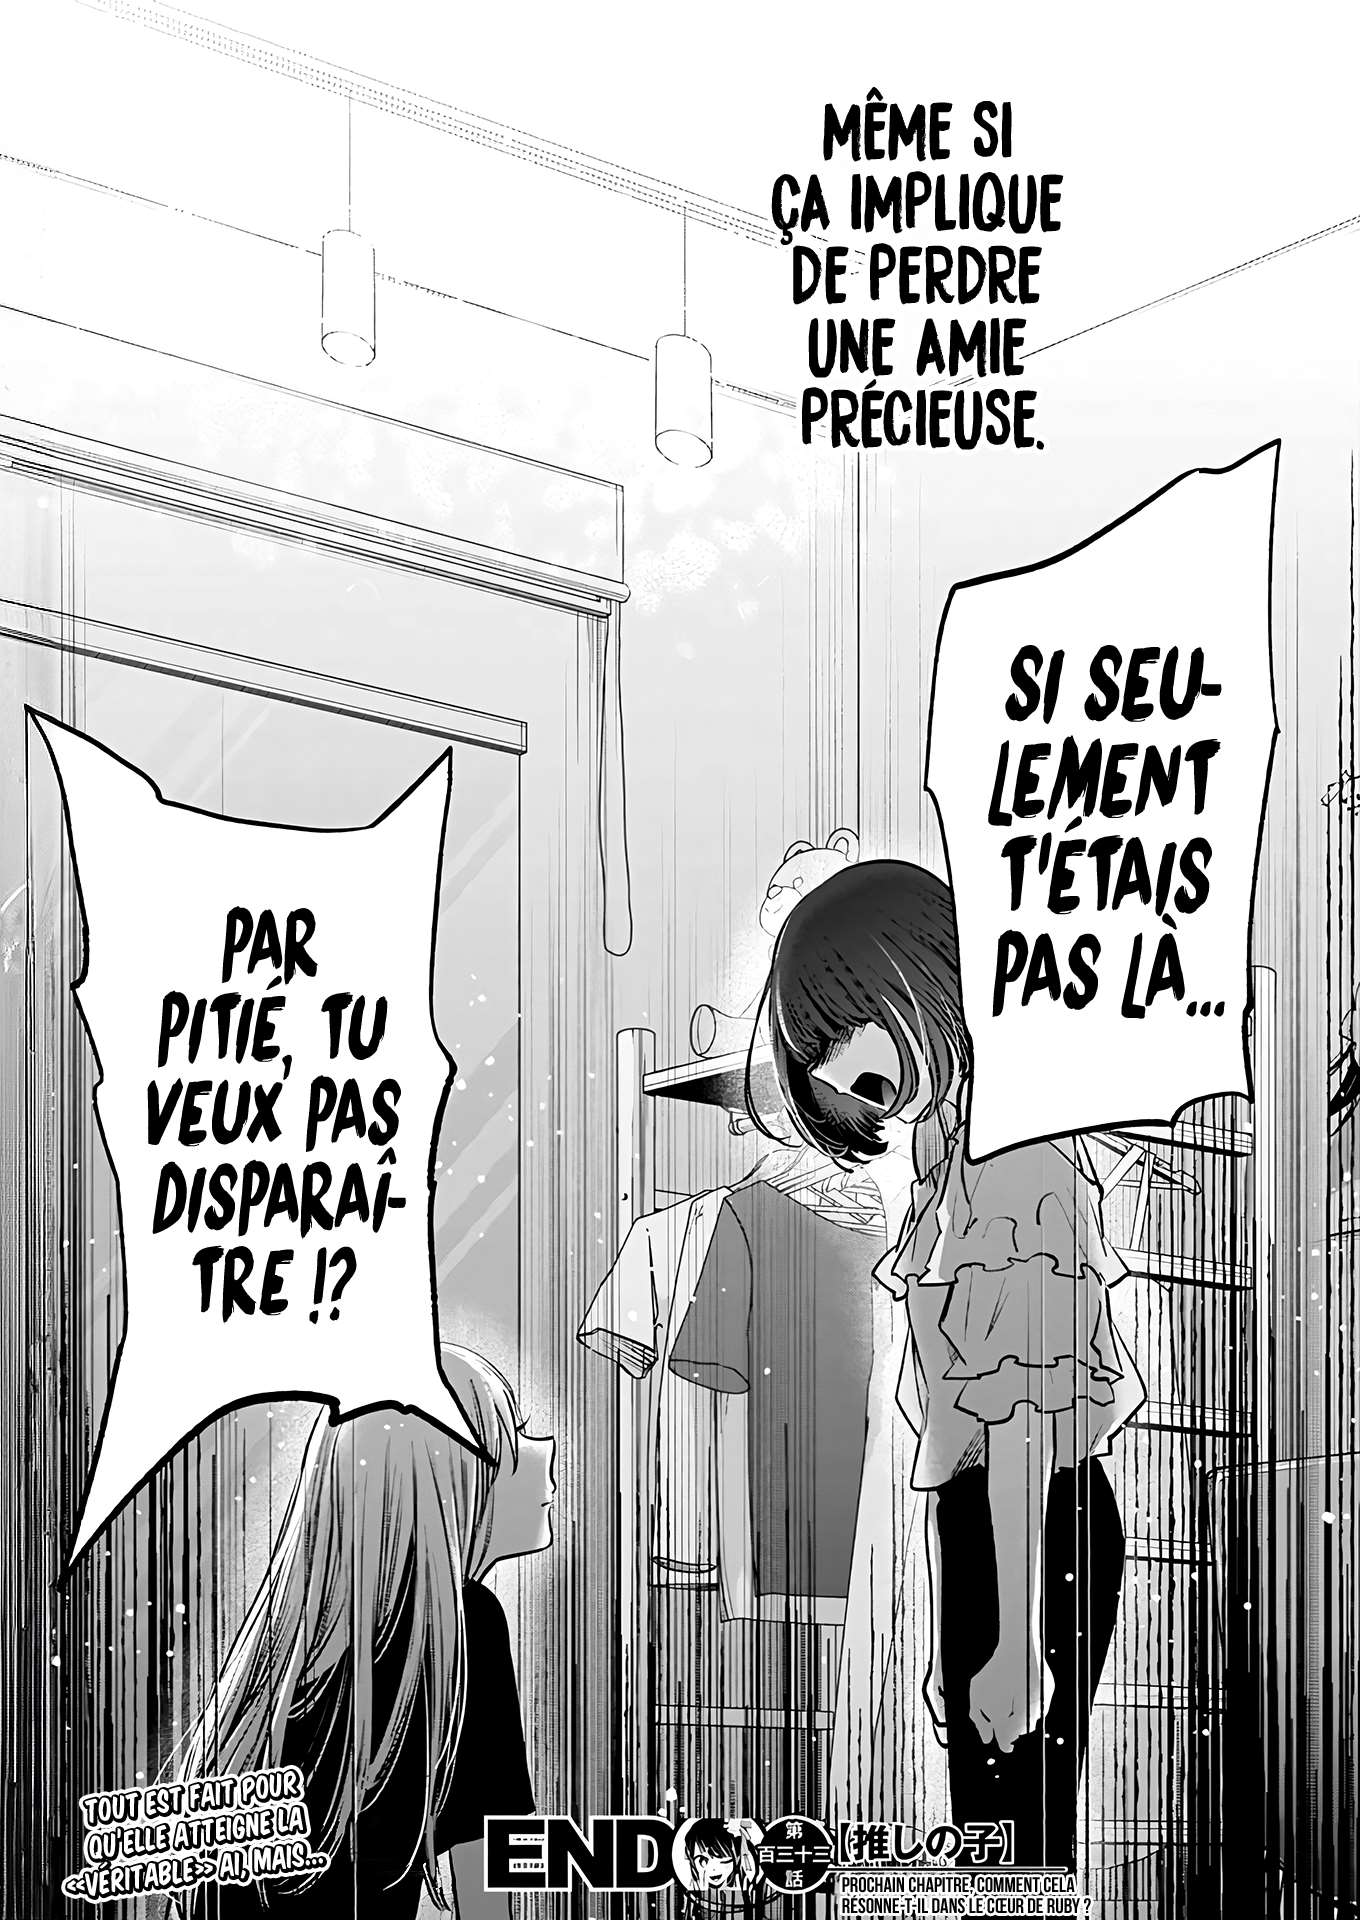 MÊME SI
ÇA IMPLIQUE
DE PERDRE
UNE AMIE
PRÉCIEUSE.
SI SEU-
LEMENT
T'ÉTAIS
PAS LÀ...
PAR
PITIÉ, TU
VEUX PAS
DISPARAÎ-
TRE !?
TOUT EST FAIT POUR
QU'ELLE ATTEIGNE LA
<<VÉRITABLE>> AI, MAIS...
END
第
百三十三
話
【推しの子】
PROCHAIN CHAPITRE, COMMENT CELA
RÉSONNE-T-IL DANS LE CŒUR DE RUBY ?